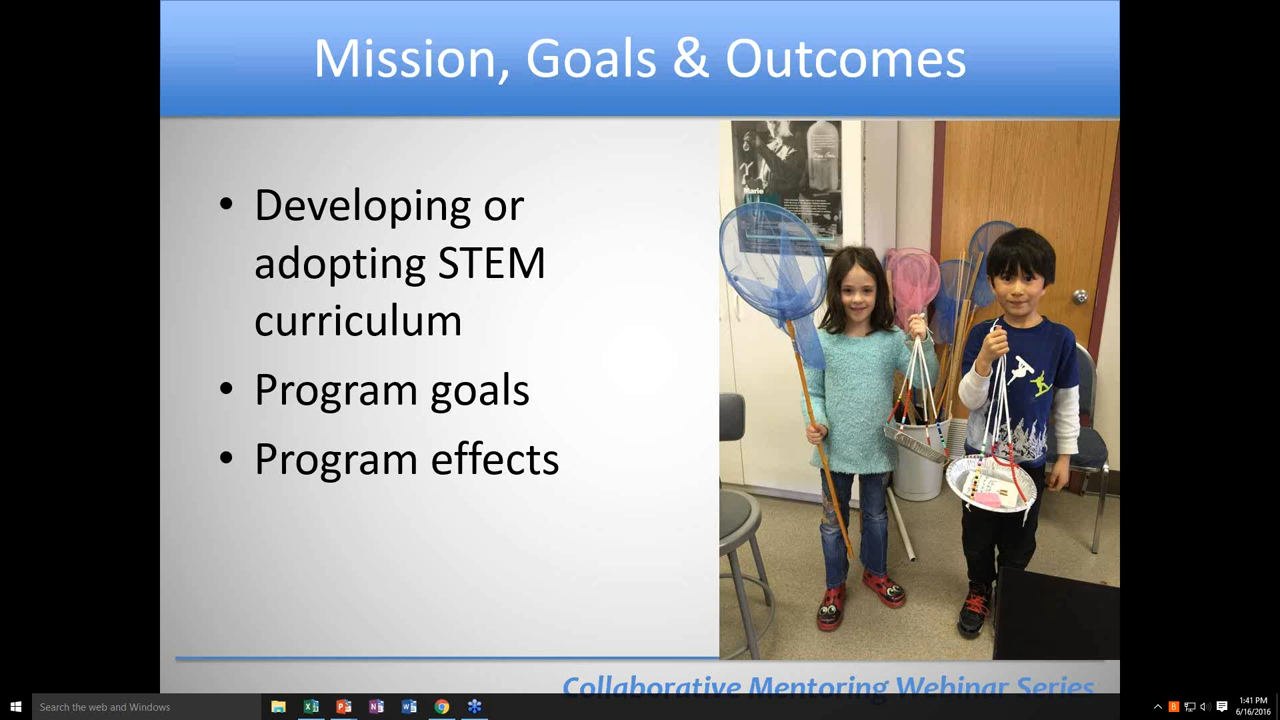 Mission, Goals & Outcomes
Marie
• Developing or
adopting STEM
curriculum
• Program goals
• Program effects
Collaborative Mentoring Webinar Series
Search the web and Windows
1:41 PM
6/16/2016